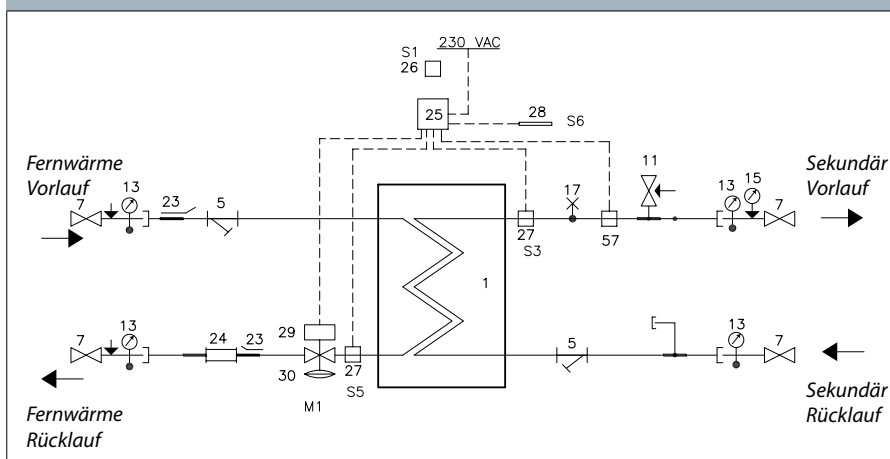 230 VAC
S1
26
25
28
S6
Fernwärme
Vorlauf
7
13
23
5
17
11
13
15
7
Sekundär
Vorlauf
27
S3
57
1
7
13
24
23
29
30
M1
27
S5
5
13
7
Fernwärme
Rücklauf
Sekundär
Rücklauf